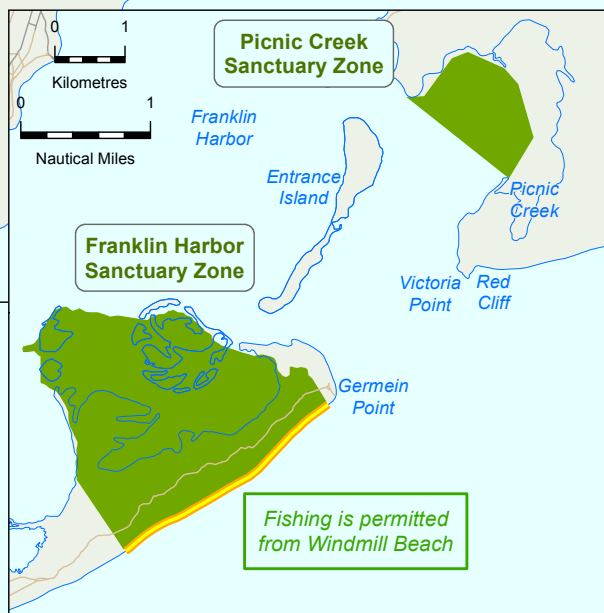 0 1
Kilometres
0 1
Nautical Miles
Picnic Creek
Sanctuary Zone
Franklin
Harbor
Entrance
Island
Picnic
Creek
Franklin Harbor
Sanctuary Zone
Victoria
Point
Red
Cliff
Germein
Point
Fishing is permitted
from Windmill Beach